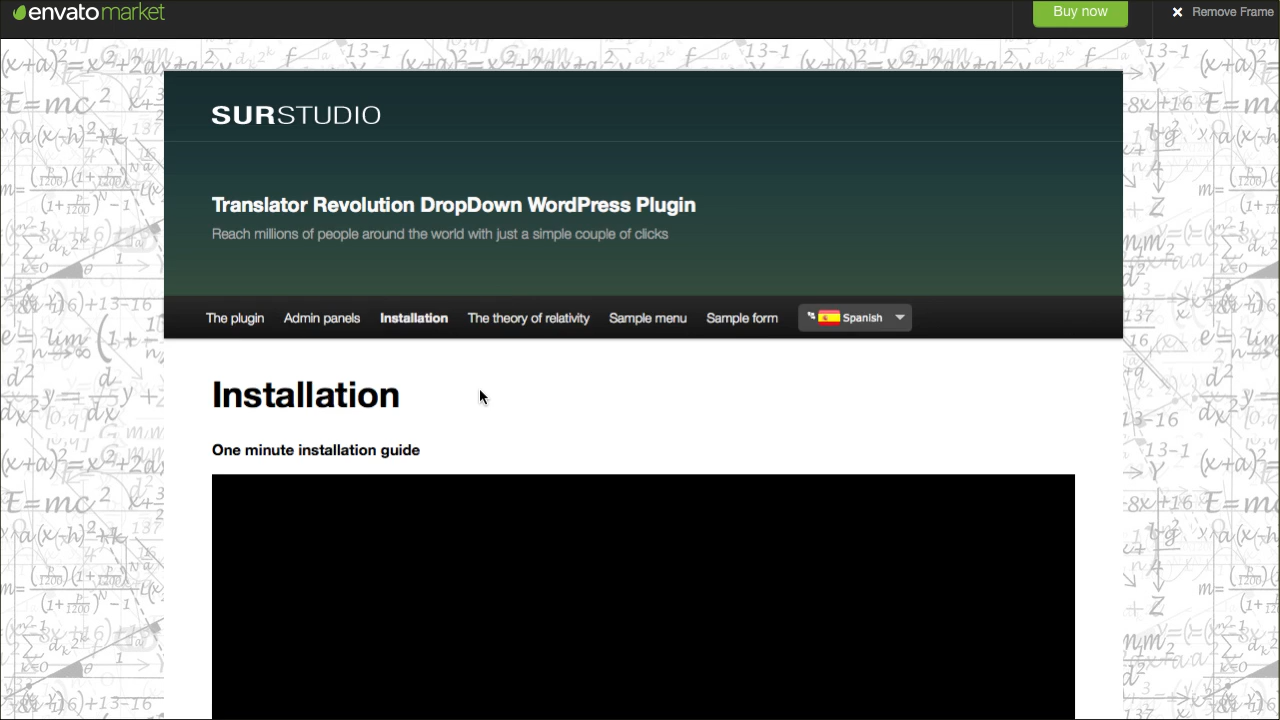 envatomarket
Buy now
Remove Frame
SURSTUDIO
Translator Revolution DropDown WordPress Plugin
Reach millions of people around the world with just a simple couple of clicks
The plugin
Admin panels
Installation
The theory of relativity
Sample menu
Sample form
Spanish
Installation
One minute installation guide